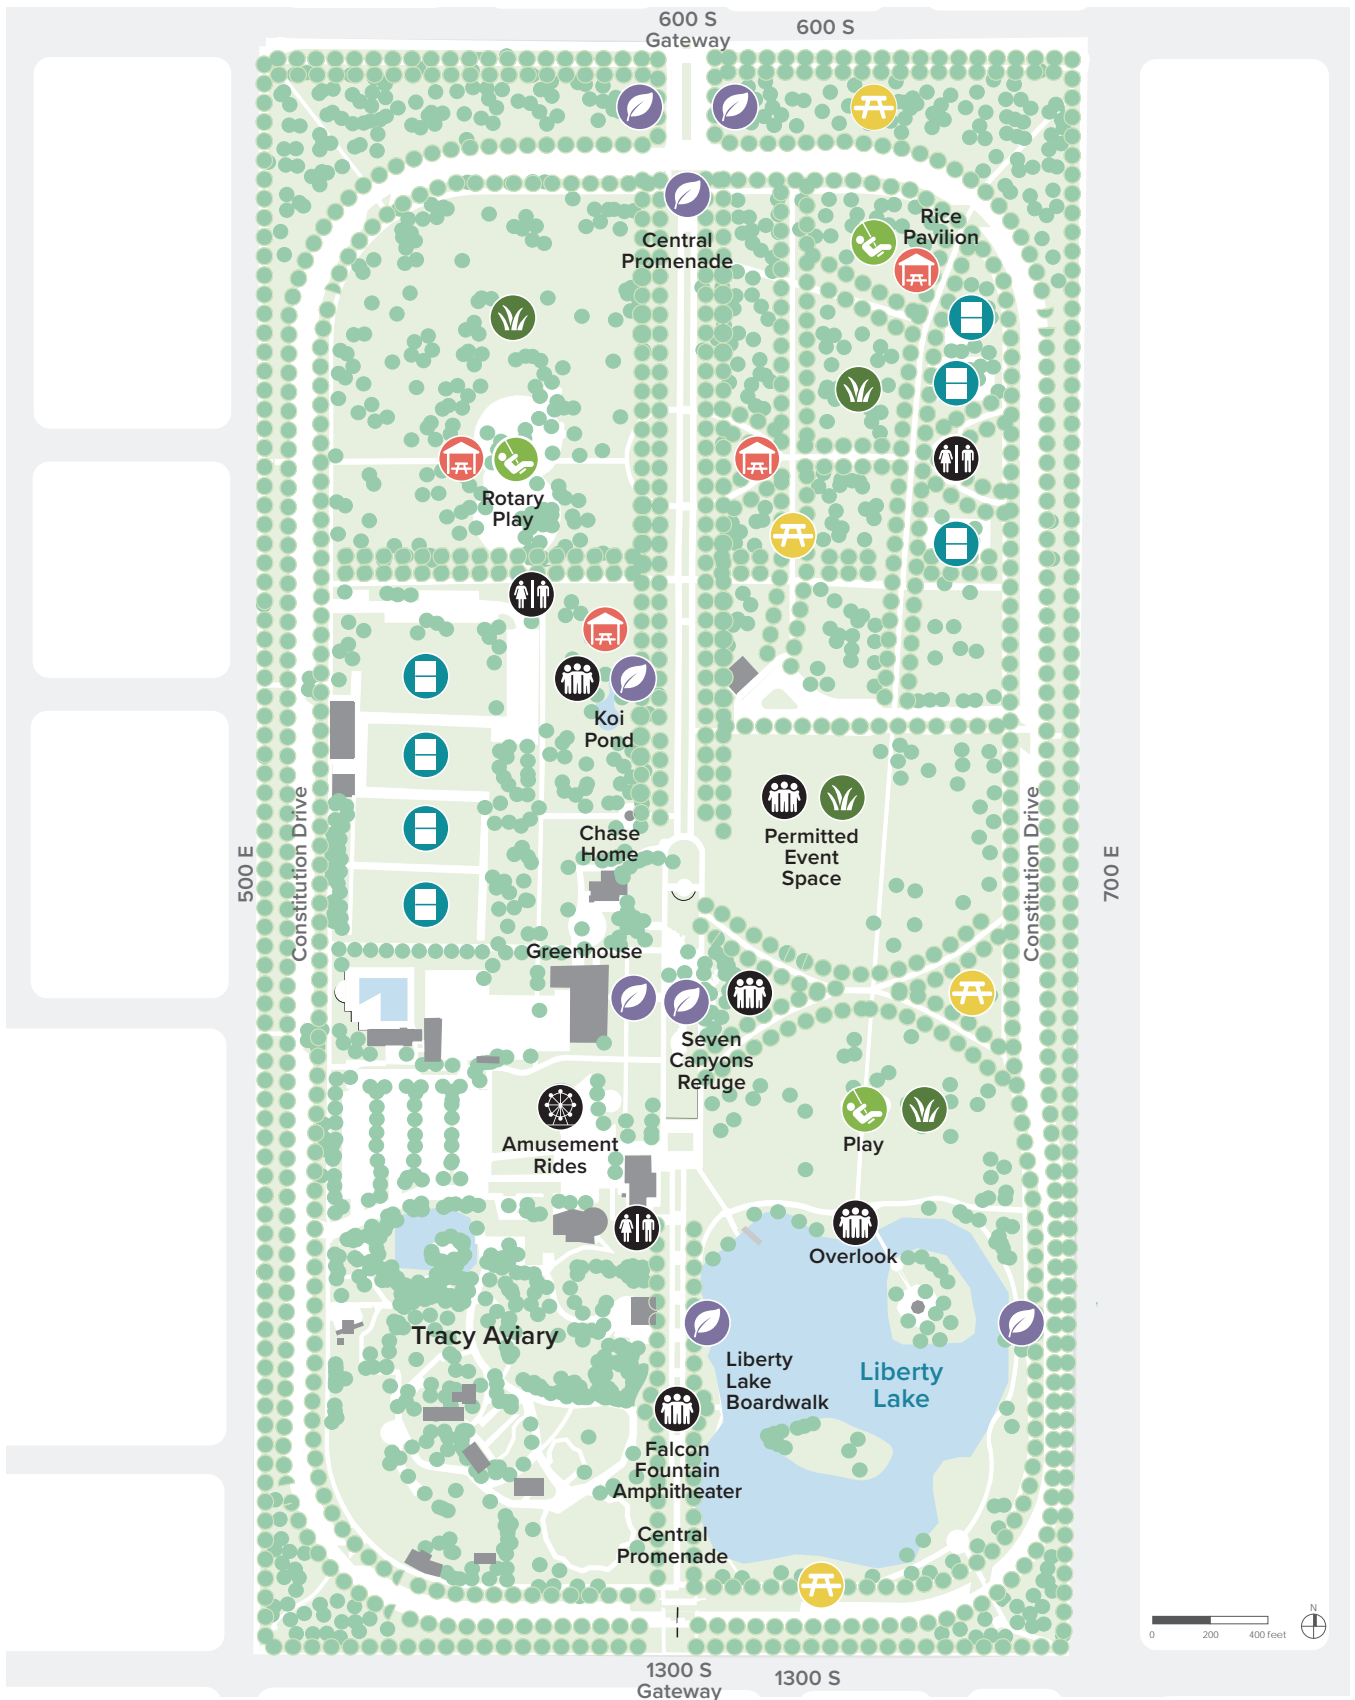 600 S
Gateway
600 S
Central
Promenade
Rice
Pavilion
Rotary
Play
Koi
Pond
Constitution Drive
500 E
Chase
Home
Permitted
Event
Space
Constitution Drive
700 E
Greenhouse
Seven
Canyons
Refuge
Amusement
Rides
Play
Overlook
Tracy Aviary
Liberty
Lake
Boardwalk
Liberty
Lake
Falcon
Fountain
Amphitheater
Central
Promenade
N
0 200 400 feet
1300 S
Gateway
1300 S